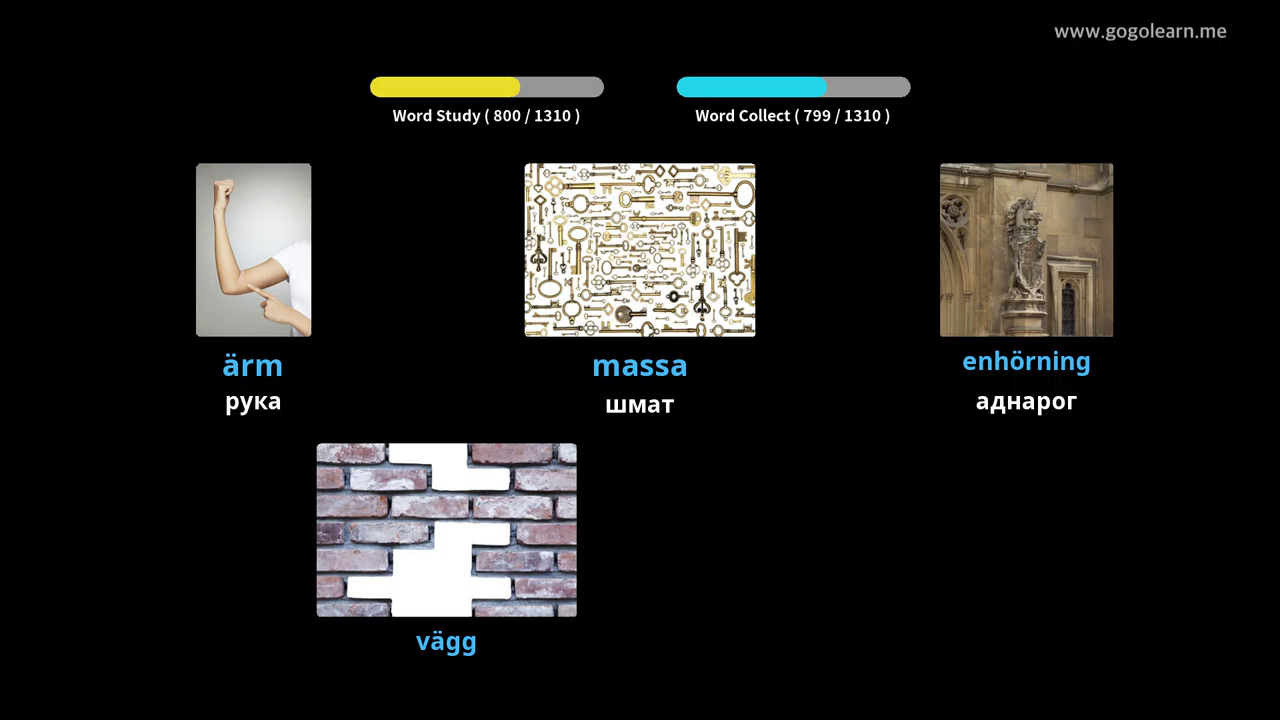 www.gogolearn.me
Word Study ( 800 / 1310 )
Word Collect ( 799 / 1310 )
ärm
massa
enhörning
рука
шмат
аднарог
vägg